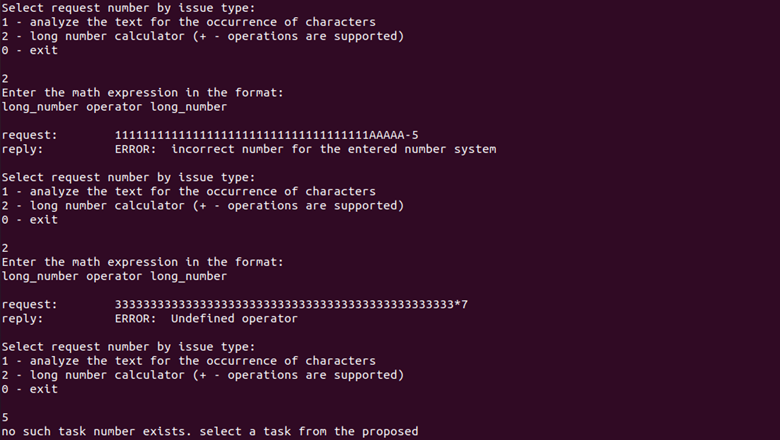 Select request number by issue type:
1 - analyze the text for the occurrence of characters
2 - long number calculator (+ - operations are supported)
0 - exit
2
Enter the math expression in the format:
long_number operator long_number
request: 111111111111111111111111111111111111AAAAA-5
reply: ERROR: incorrect number for the entered number system
Select request number by issue type:
1 - analyze the text for the occurrence of characters
2 - long number calculator (+ - operations are supported)
0 - exit
2
Enter the math expression in the format:
long_number operator long_number
request: 333333333333333333333333333333333333333333333333*7
reply: ERROR: Undefined operator
Select request number by issue type:
1 - analyze the text for the occurrence of characters
2 - long number calculator (+ - operations are supported)
0 - exit
5
no such task number exists. select a task from the proposed